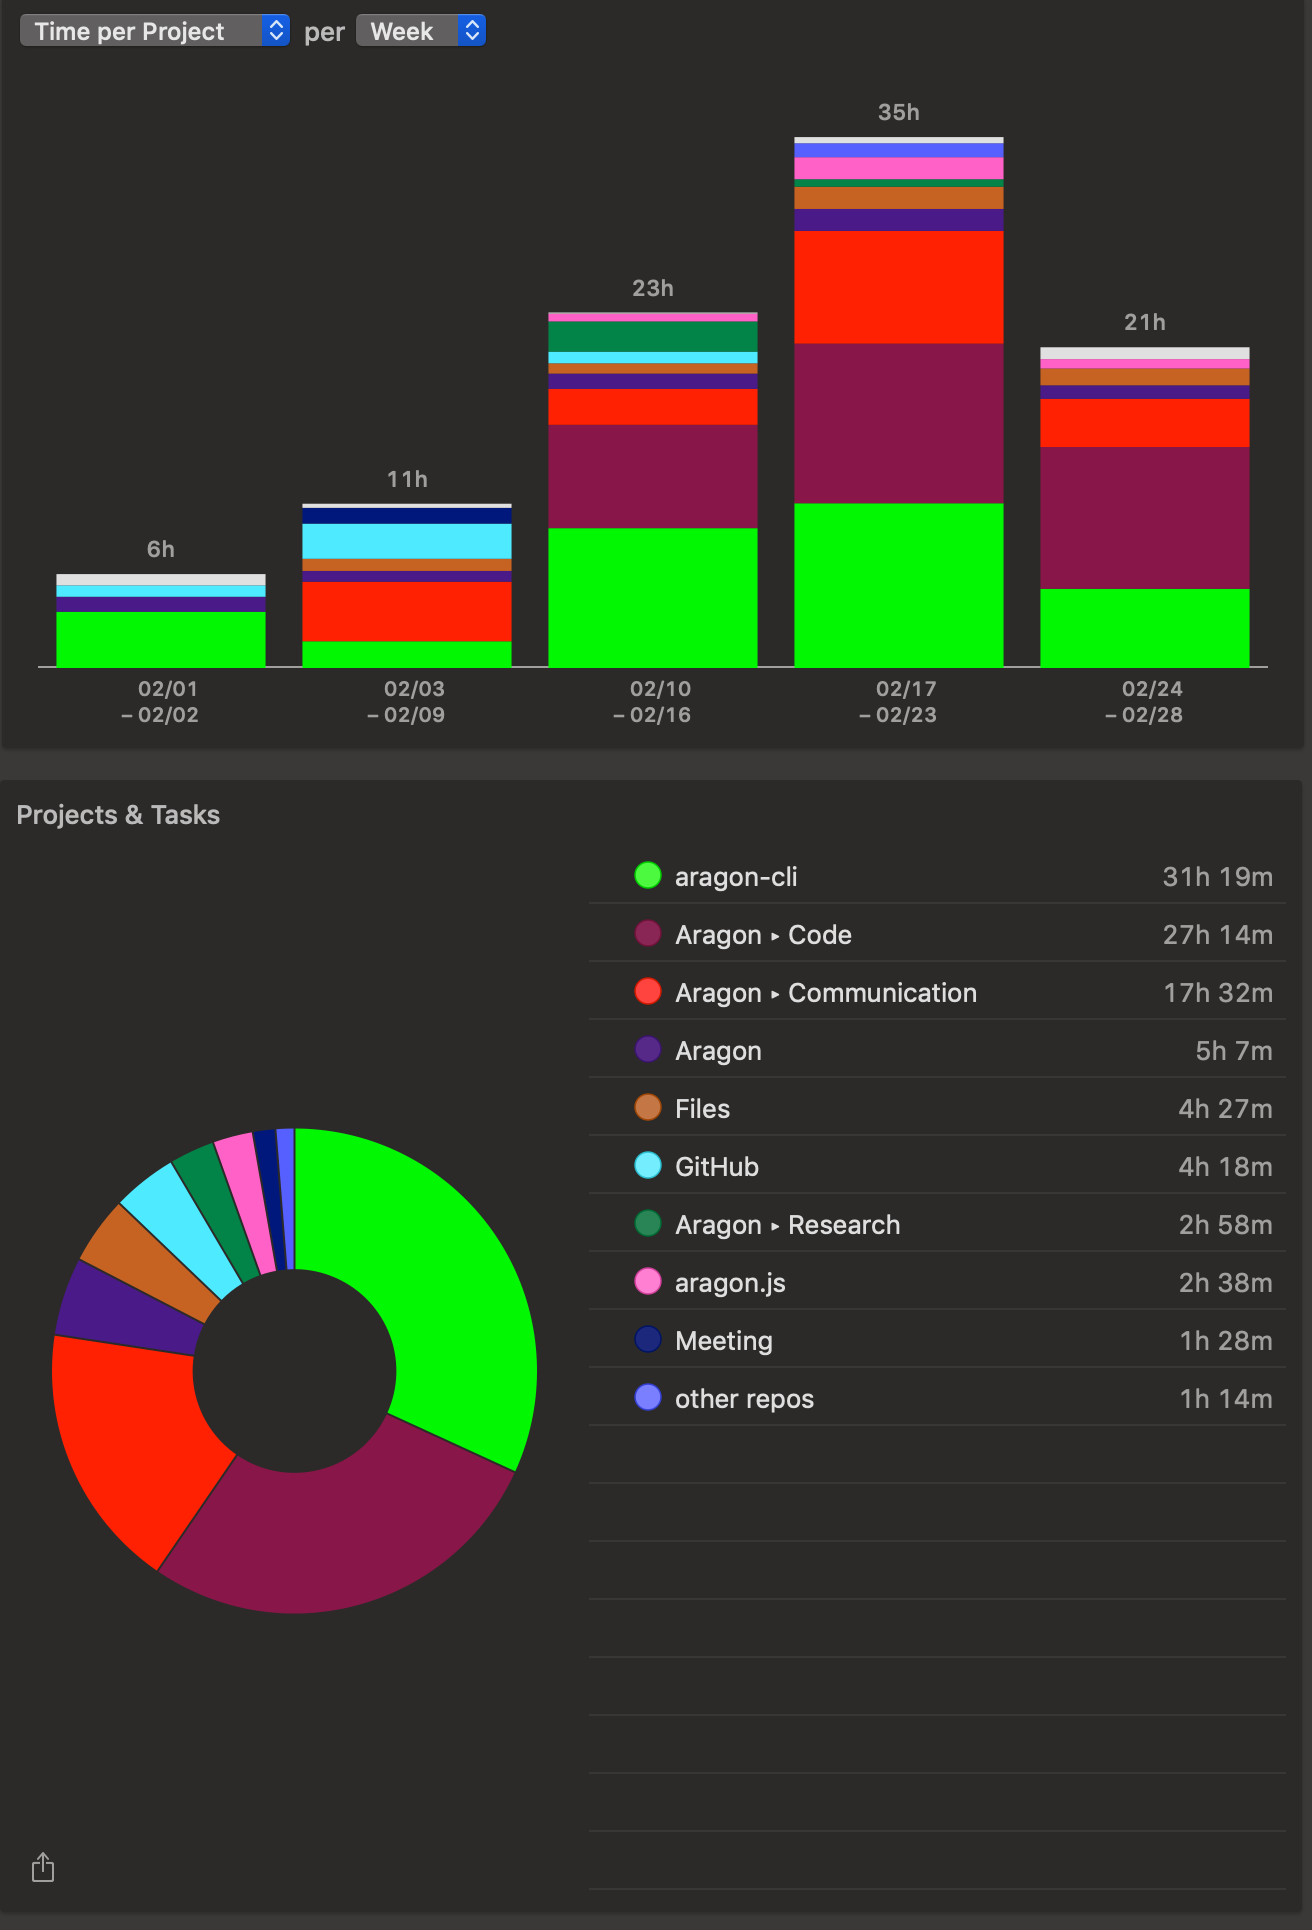 Time per Project per Week
35h
23h
21h
11h
6h
02/01 02/03 02/10 02/17 02/24
– 02/02 – 02/09 – 02/16 – 02/23 – 02/28
Projects & Tasks
aragon-cli 31h 19m
Aragon ▸ Code 27h 14m
Aragon ▸ Communication 17h 32m
Aragon 5h 7m
Files 4h 27m
GitHub 4h 18m
Aragon ▸ Research 2h 58m
aragon.js 2h 38m
Meeting 1h 28m
other repos 1h 14m